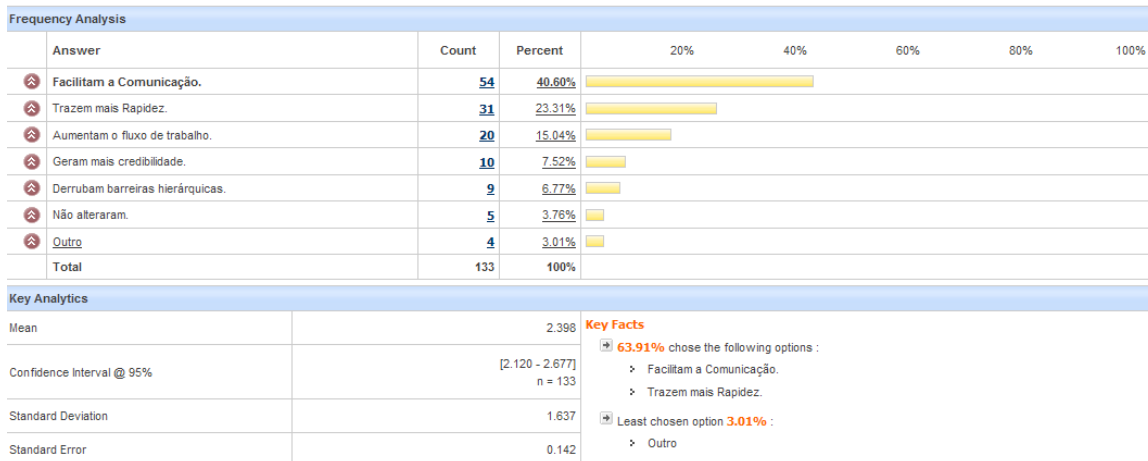 Frequency Analysis
Answer Count Percent 20% 40% 60% 80% 100%
Facilitam a Comunicação. 54 40.60%
Trazem mais Rapidez. 31 23.31%
Aumentam o fluxo de trabalho. 20 15.04%
Geram mais credibilidade. 10 7.52%
Derrubam barreiras hierárquicas. 9 6.77%
Não alteraram. 5 3.76%
Outro 4 3.01%
Total 133 100%
Key Analytics
Mean 2.398
Confidence Interval @ 95% [2.120 - 2.677]
n = 133
Standard Deviation 1.637
Standard Error 0.142
Key Facts
63.91% chose the following options :
Facilitam a Comunicação.
Trazem mais Rapidez.
Least chosen option 3.01% :
Outro